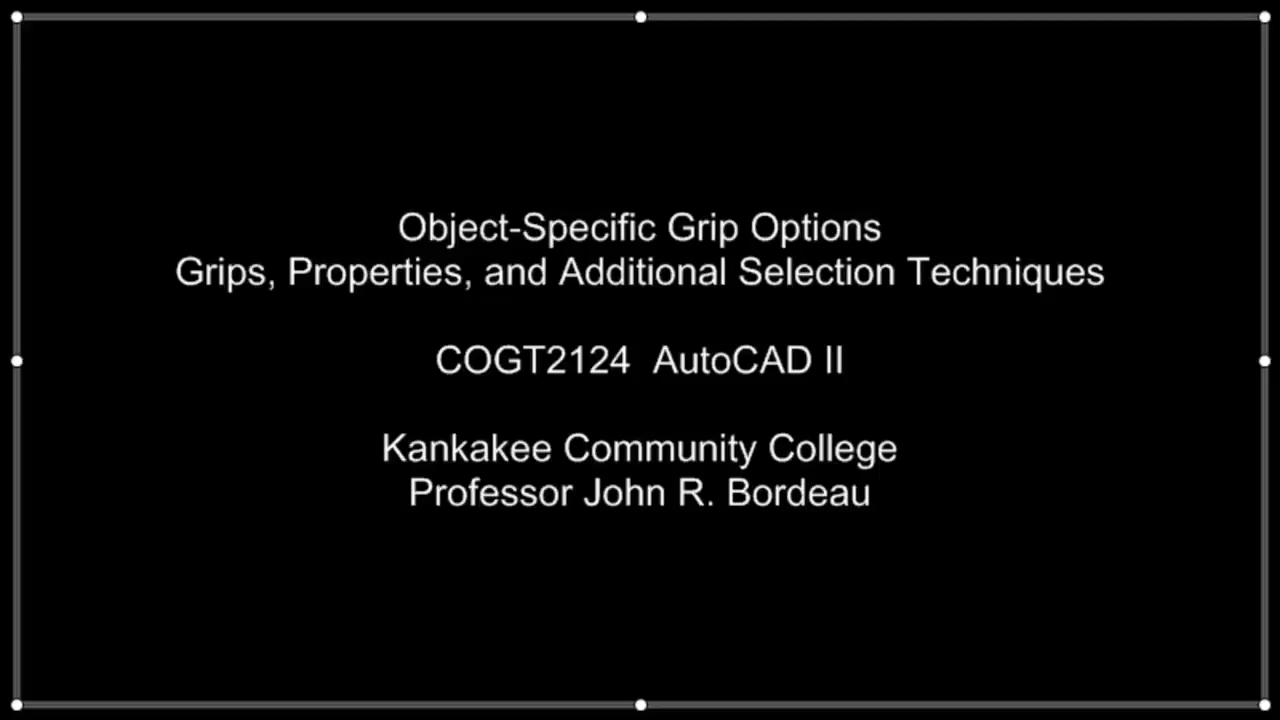 Object-Specific Grip Options
Grips, Properties, and Additional Selection Techniques
COGT2124  AutoCAD II
Kankakee Community College
Professor John R. Bordeau